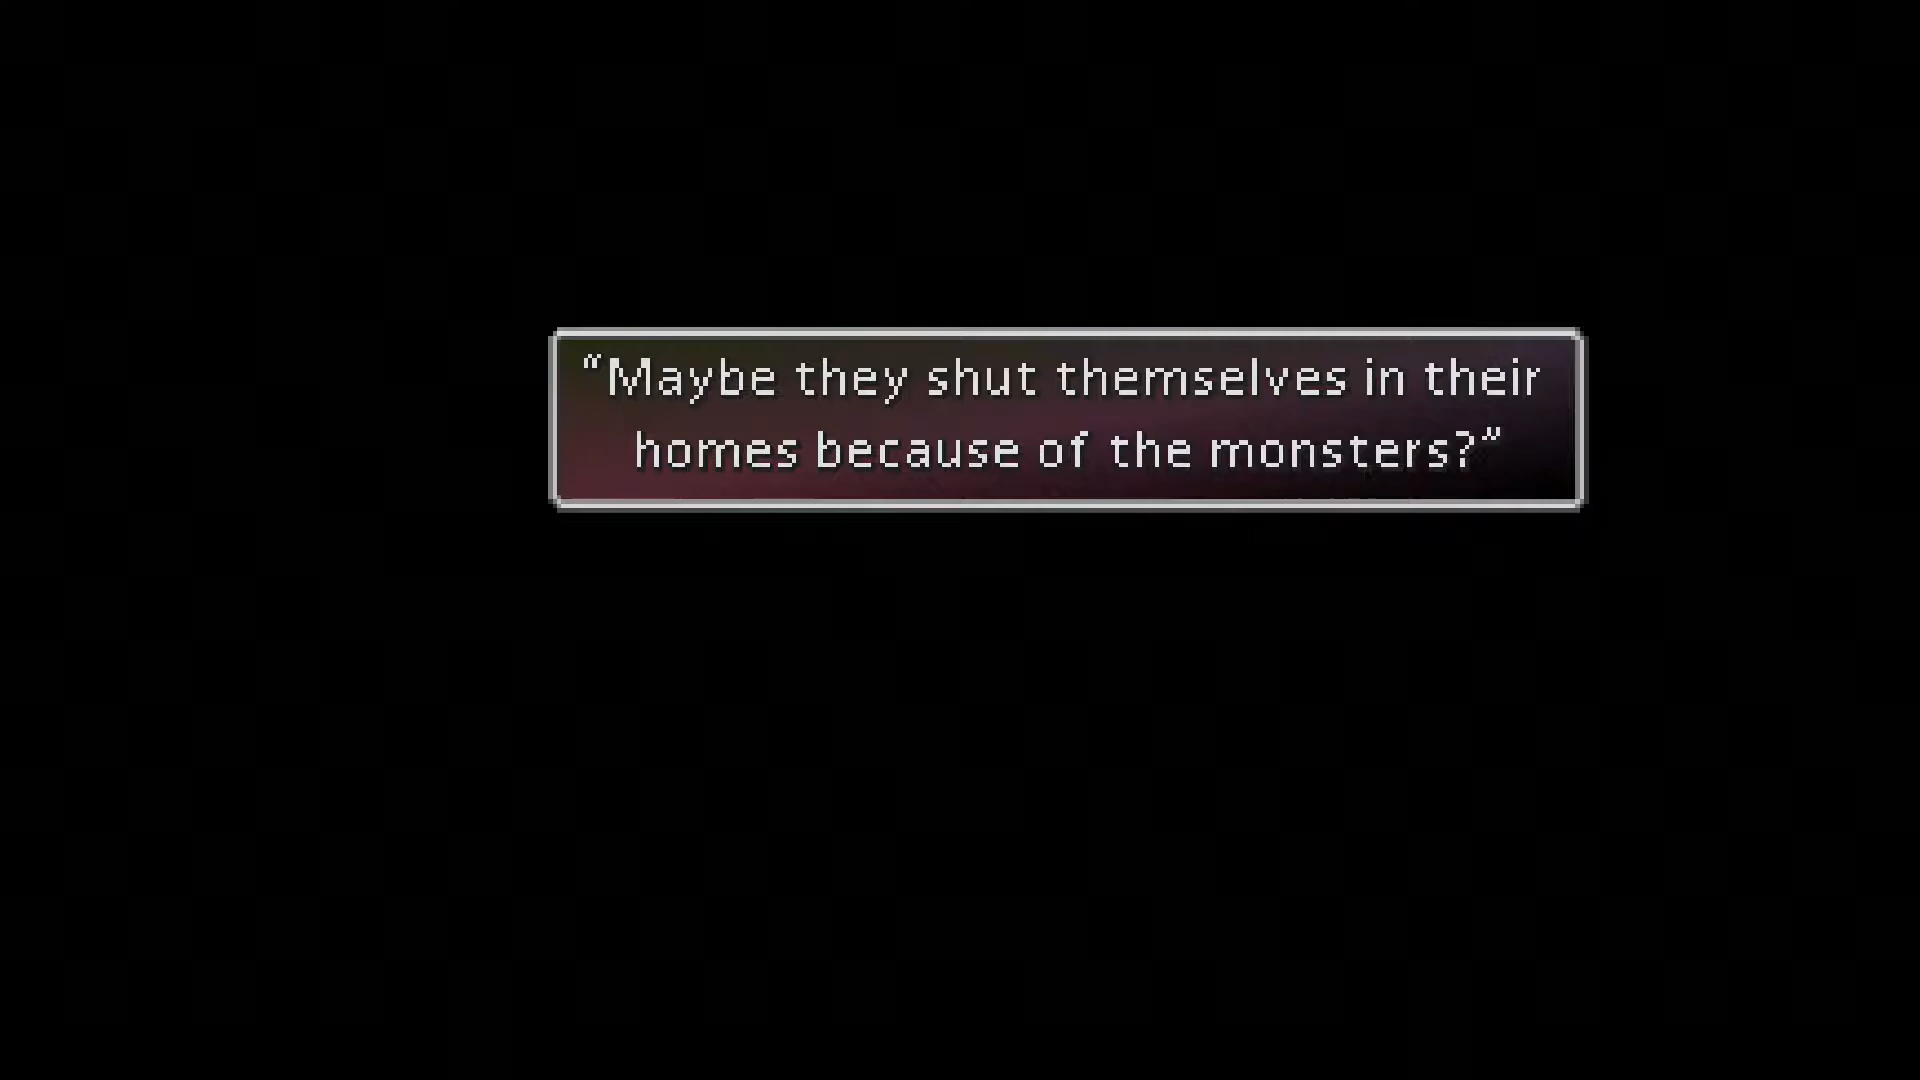 “Maybe they shut themselves in their
homes because of the monsters?”